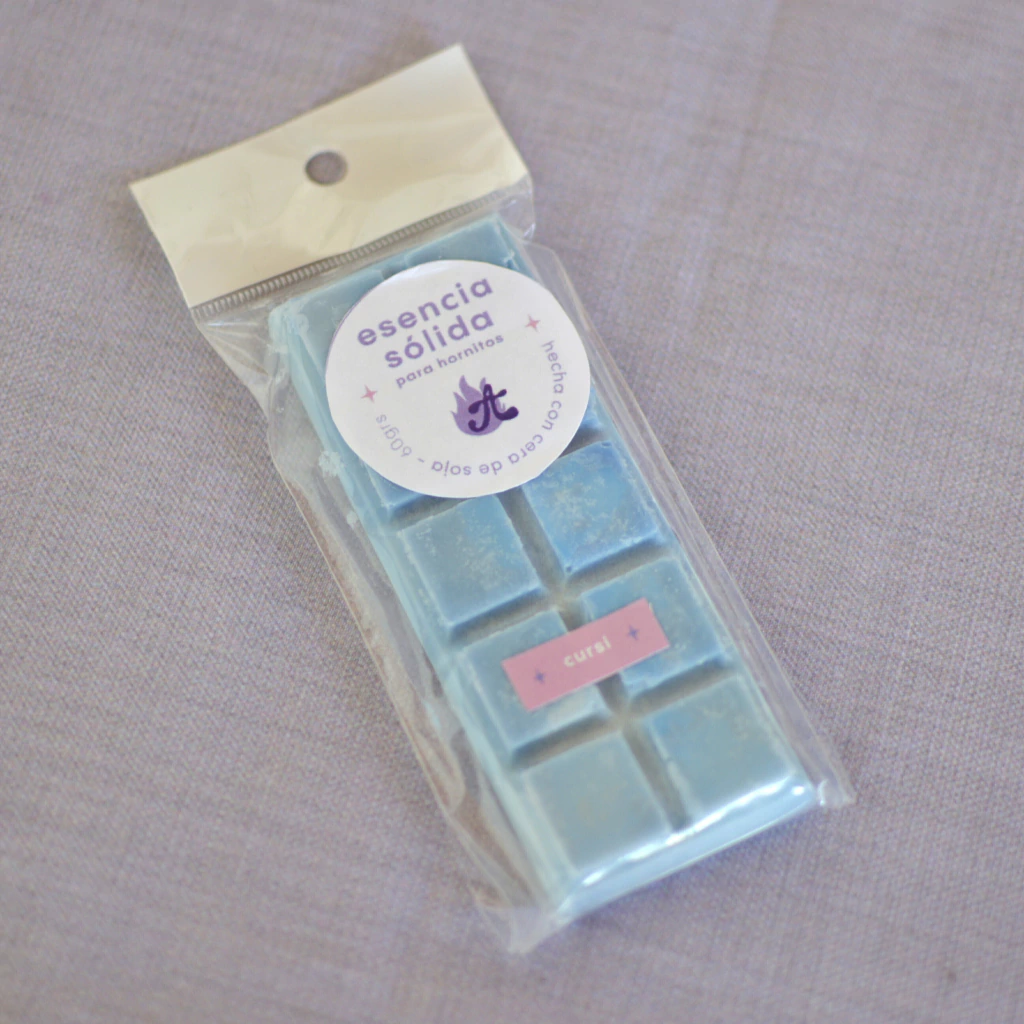 esencia
sólida
para hornitos
hecha con cera de soja - 60grs
A
cursi